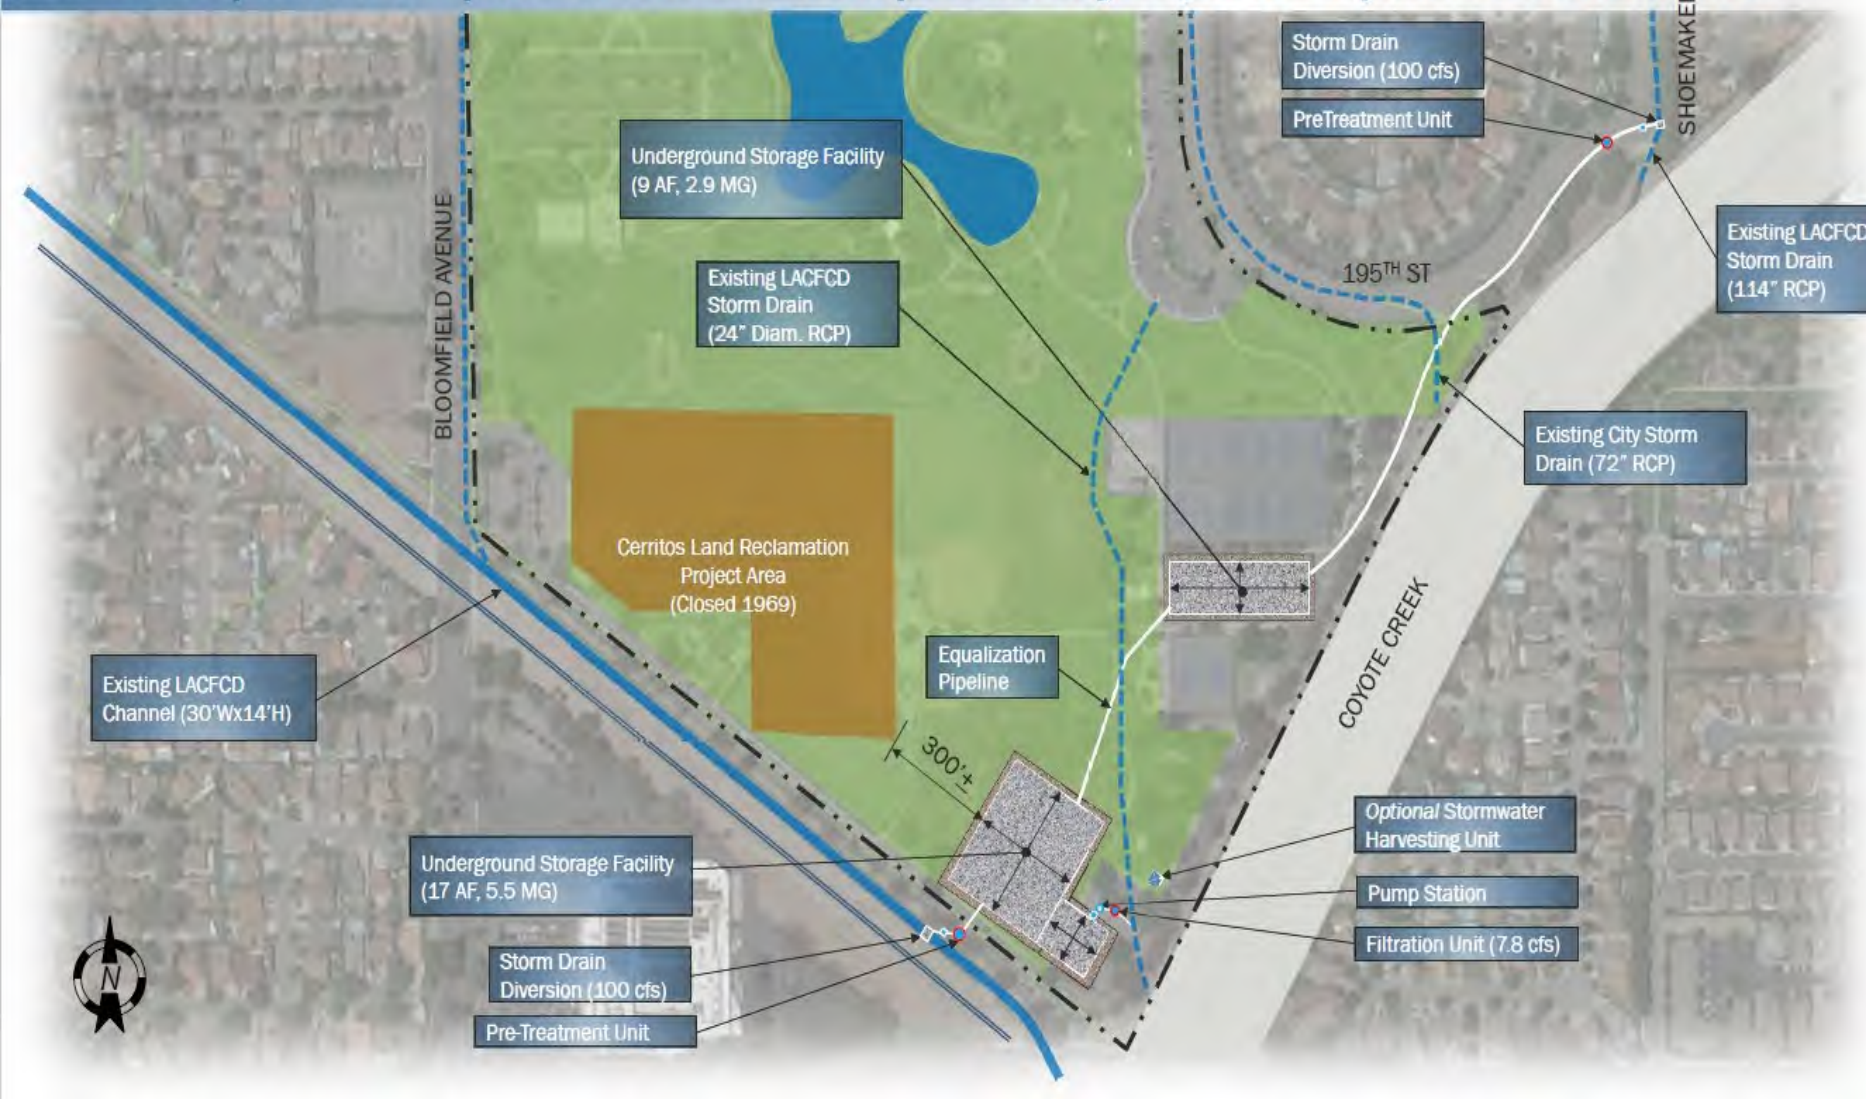 Storm Drain
Diversion (100 cfs)
PreTreatment Unit
SHOEMAKE
Underground Storage Facility
(9 AF, 2.9 MG)
BLOOMFIELD AVENUE
Existing LACFCD
Storm Drain
(24" Diam. RCP)
195TH ST
Existing LACFCD
Storm Drain
(114" RCP)
Existing City Storm
Drain (72" RCP)
Cerritos Land Reclamation
Project Area
(Closed 1969)
COYOTE CREEK
Equalization
Pipeline
Existing LACFCD
Channel (30'Wx14'H)
300'±
Optional Stormwater
Harvesting Unit
Underground Storage Facility
(17 AF, 5.5 MG)
Pump Station
Filtration Unit (7.8 cfs)
Storm Drain
Diversion (100 cfs)
Pre-Treatment Unit
N